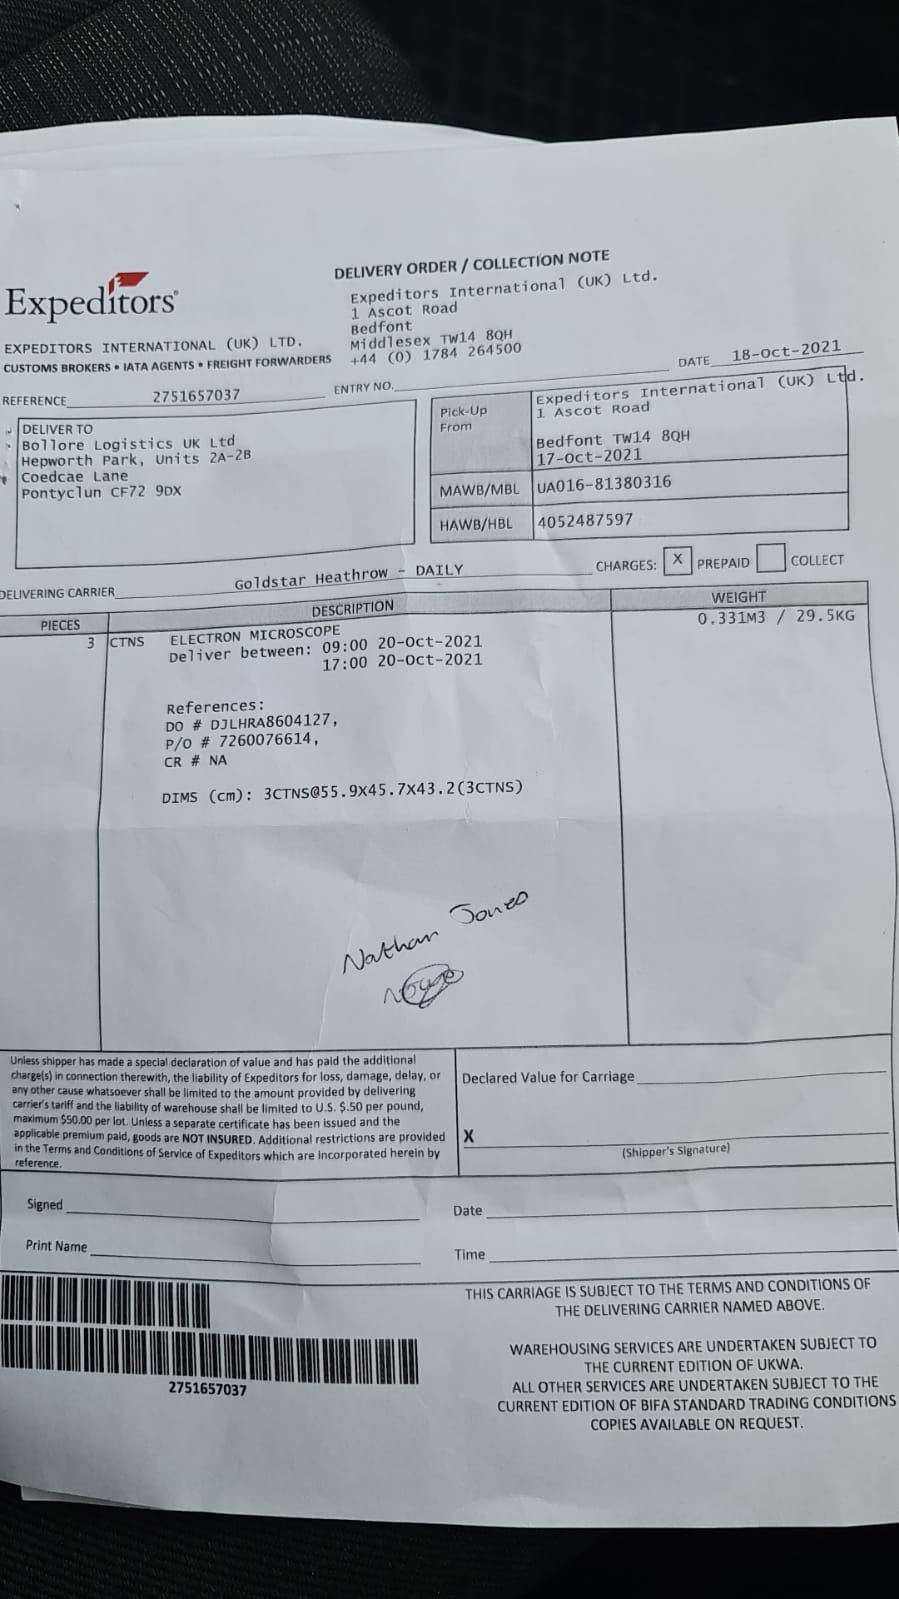 DELIVERY ORDER / COLLECTION NOTE
Expeditors
Expeditors International (UK) Ltd.
1 Ascot Road
Bedfont
Middlesex TW14 8QH
+44 (0) 1784 264500
EXPEDITORS INTERNATIONAL (UK) LTD.
CUSTOMS BROKERS • IATA AGENTS • FREIGHT FORWARDERS
DATE 18-Oct-2021
REFERENCE 2751657037 ENTRY NO.
DELIVER TO
Bollore Logistics UK Ltd
Hepworth Park, Units 2A-2B
Coedcae Lane
Pontyclun CF72 9DX
Pick-Up From
Expeditors International (UK) Ltd.
1 Ascot Road
Bedfont TW14 8QH
17-Oct-2021
MAWB/MBL UA016-81380316
HAWB/HBL 4052487597
DELIVERING CARRIER Goldstar Heathrow - DAILY CHARGES: X PREPAID COLLECT
PIECES DESCRIPTION WEIGHT
3 CTNS ELECTRON MICROSCOPE 0.331M3 / 29.5KG
Deliver between: 09:00 20-Oct-2021
17:00 20-Oct-2021
References:
DO # DJLHRA8604127,
P/O # 7260076614,
CR # NA
DIMS (cm): 3CTNS@55.9X45.7X43.2(3CTNS)
Nathan Jones
Unless shipper has made a special declaration of value and has paid the additional
charge(s) in connection therewith, the liability of Expeditors for loss, damage, delay, or
any other cause whatsoever shall be limited to the amount provided by delivering
carrier's tariff and the liability of warehouse shall be limited to U.S. $.50 per pound,
maximum $50.00 per lot. Unless a separate certificate has been issued and the
applicable premium paid, goods are NOT INSURED. Additional restrictions are provided
in the Terms and Conditions of Service of Expeditors which are incorporated herein by
reference.
Declared Value for Carriage
X
(Shipper's Signature)
Signed Date
Print Name Time
2751657037
THIS CARRIAGE IS SUBJECT TO THE TERMS AND CONDITIONS OF
THE DELIVERING CARRIER NAMED ABOVE.
WAREHOUSING SERVICES ARE UNDERTAKEN SUBJECT TO
THE CURRENT EDITION OF UKWA.
ALL OTHER SERVICES ARE UNDERTAKEN SUBJECT TO THE
CURRENT EDITION OF BIFA STANDARD TRADING CONDITIONS
COPIES AVAILABLE ON REQUEST.